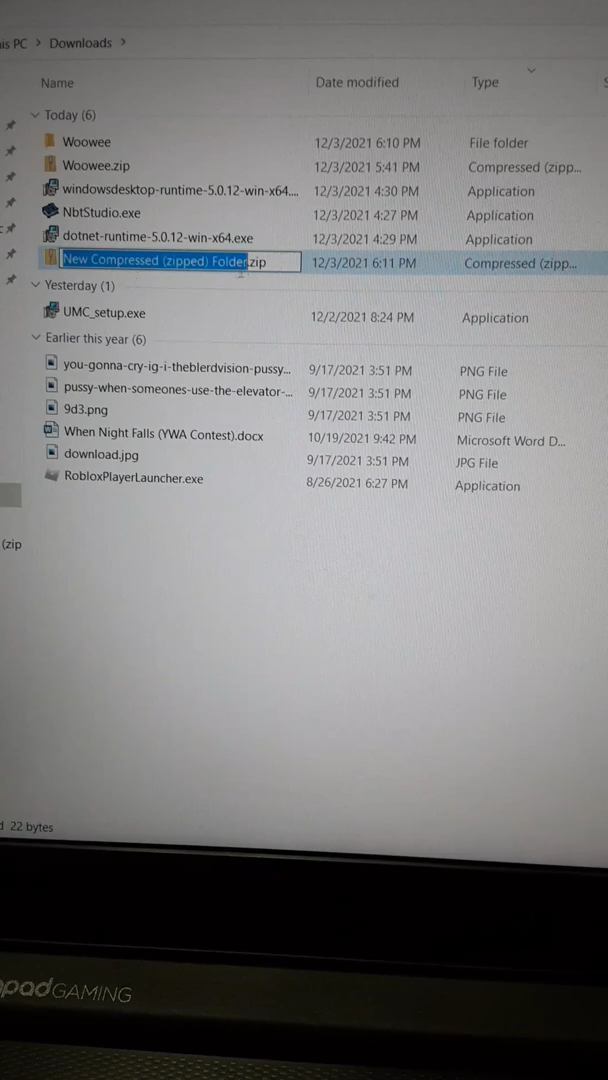 is PC > Downloads >
Name Date modified Type
Today (6)
Woowee 12/3/2021 6:10 PM File folder
Woowee.zip 12/3/2021 5:41 PM Compressed (zipp...
windowsdesktop-runtime-5.0.12-win-x64.... 12/3/2021 4:30 PM Application
NbtStudio.exe 12/3/2021 4:27 PM Application
dotnet-runtime-5.0.12-win-x64.exe 12/3/2021 4:29 PM Application
New Compressed (zipped) Folder.zip 12/3/2021 6:11 PM Compressed (zipp...
Yesterday (1)
UMC_setup.exe 12/2/2021 8:24 PM Application
Earlier this year (6)
you-gonna-cry-ig-i-theblerdvision-pussy... 9/17/2021 3:51 PM PNG File
pussy-when-someones-use-the-elevator-... 9/17/2021 3:51 PM PNG File
9d3.png 9/17/2021 3:51 PM PNG File
When Night Falls (YWA Contest).docx 10/19/2021 9:42 PM Microsoft Word D...
download.jpg 9/17/2021 3:51 PM JPG File
RobloxPlayerLauncher.exe 8/26/2021 6:27 PM Application
(zip
d 22 bytes
pad GAMING